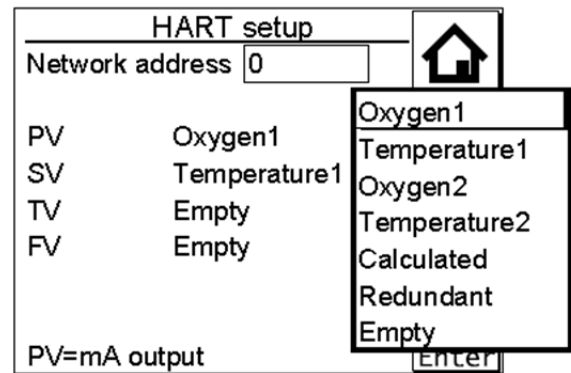 HART setup
Network address 0
PV Oxygen1
SV Temperature1
TV Empty
FV Empty
PV=mA output
Oxygen1
Temperature1
Oxygen2
Temperature2
Calculated
Redundant
Empty
Enter